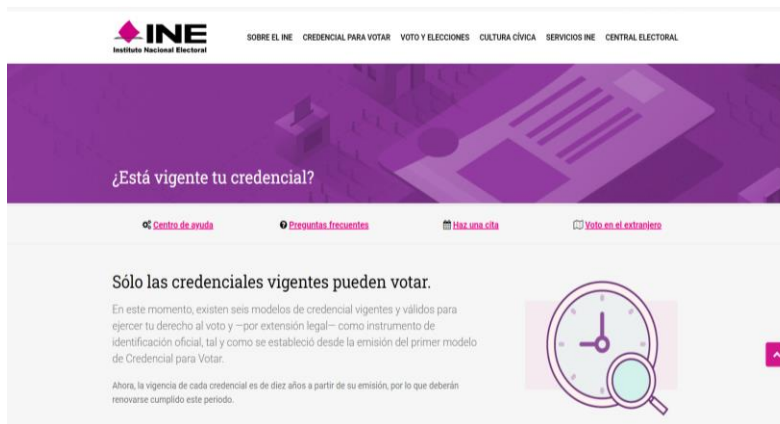 INE
Instituto Nacional Electoral
SOBRE EL INE CREDENCIAL PARA VOTAR VOTO Y ELECCIONES CULTURA CÍVICA SERVICIOS INE CENTRAL ELECTORAL
¿Está vigente tu credencial?
Centro de ayuda Preguntas frecuentes Haz una cita Voto en el extranjero
Sólo las credenciales vigentes pueden votar.
En este momento, existen seis modelos de credencial vigentes y válidos para
ejercer tu derecho al voto y —por extensión legal— como instrumento de
identificación oficial, tal y como se estableció desde la emisión del primer modelo
de Credencial para Votar.
Ahora, la vigencia de cada credencial es de diez años a partir de su emisión, por lo que deberán
renovarse cumplido este periodo.